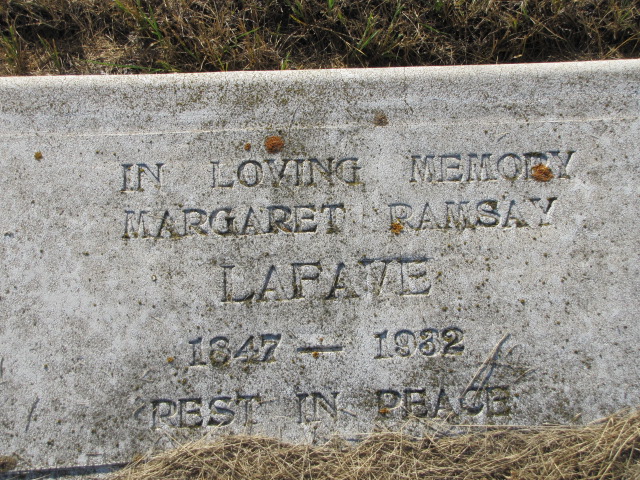 IN LOVING MEMORY
MARGARET RAMSAY
LAFAVE
1847 — 1932
REST IN PEACE